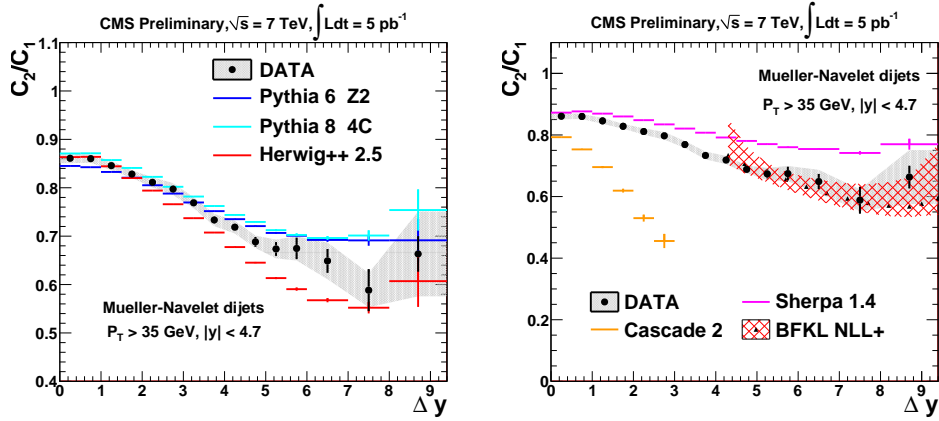 CMS Preliminary, √s = 7 TeV, ∫Ldt = 5 pb⁻¹
C₂/C₁
1.1
1
0.9
0.8
0.7
0.6
0.5
0.4
DATA
Pythia 6 Z2
Pythia 8 4C
Herwig++ 2.5
Mueller-Navelet dijets
P_T > 35 GeV, |y| < 4.7
0 1 2 3 4 5 6 7 8 9
Δ y
CMS Preliminary, √s = 7 TeV, ∫Ldt = 5 pb⁻¹
C₂/C₁
1
0.8
0.6
0.4
0.2
0
Mueller-Navelet dijets
P_T > 35 GeV, |y| < 4.7
DATA
Sherpa 1.4
Cascade 2
BFKL NLL+
0 1 2 3 4 5 6 7 8 9
Δ y